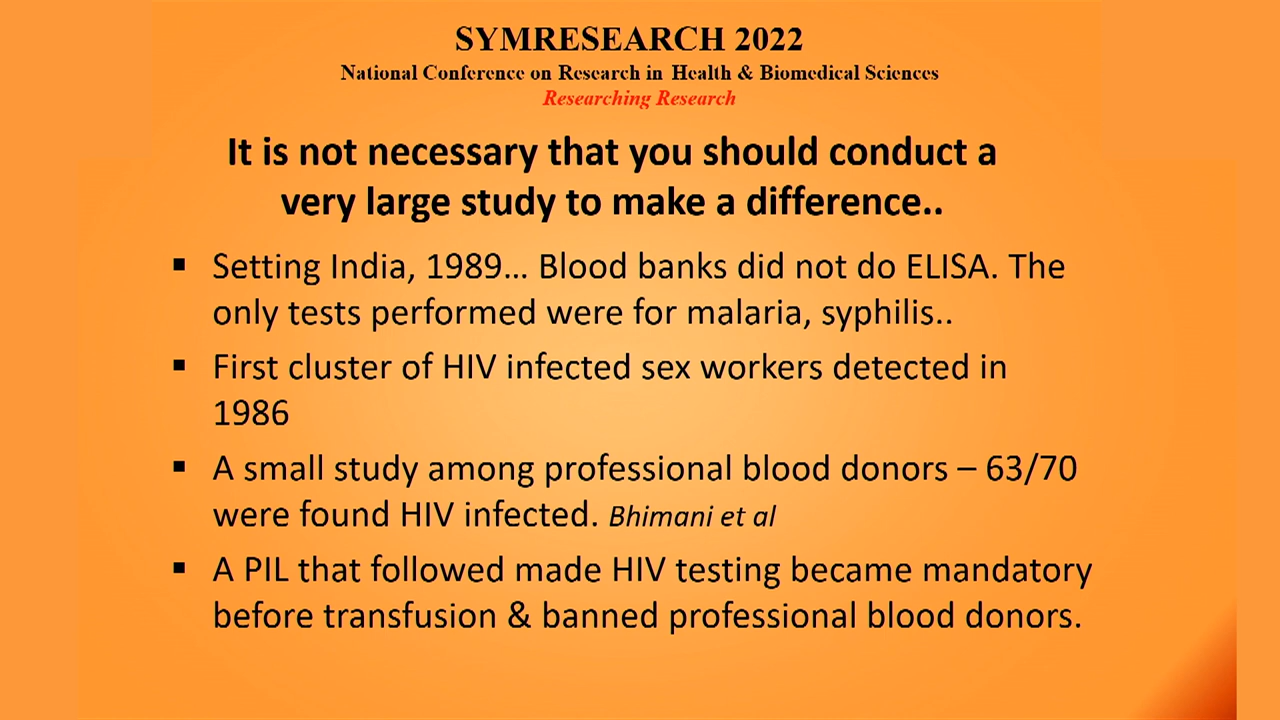 SYMRESEARCH 2022
National Conference on Research in Health & Biomedical Sciences
Researching Research
It is not necessary that you should conduct a
very large study to make a difference..
▪ Setting India, 1989... Blood banks did not do ELISA. The
only tests performed were for malaria, syphilis..
▪ First cluster of HIV infected sex workers detected in
1986
▪ A small study among professional blood donors – 63/70
were found HIV infected. Bhimani et al
▪ A PIL that followed made HIV testing became mandatory
before transfusion & banned professional blood donors.